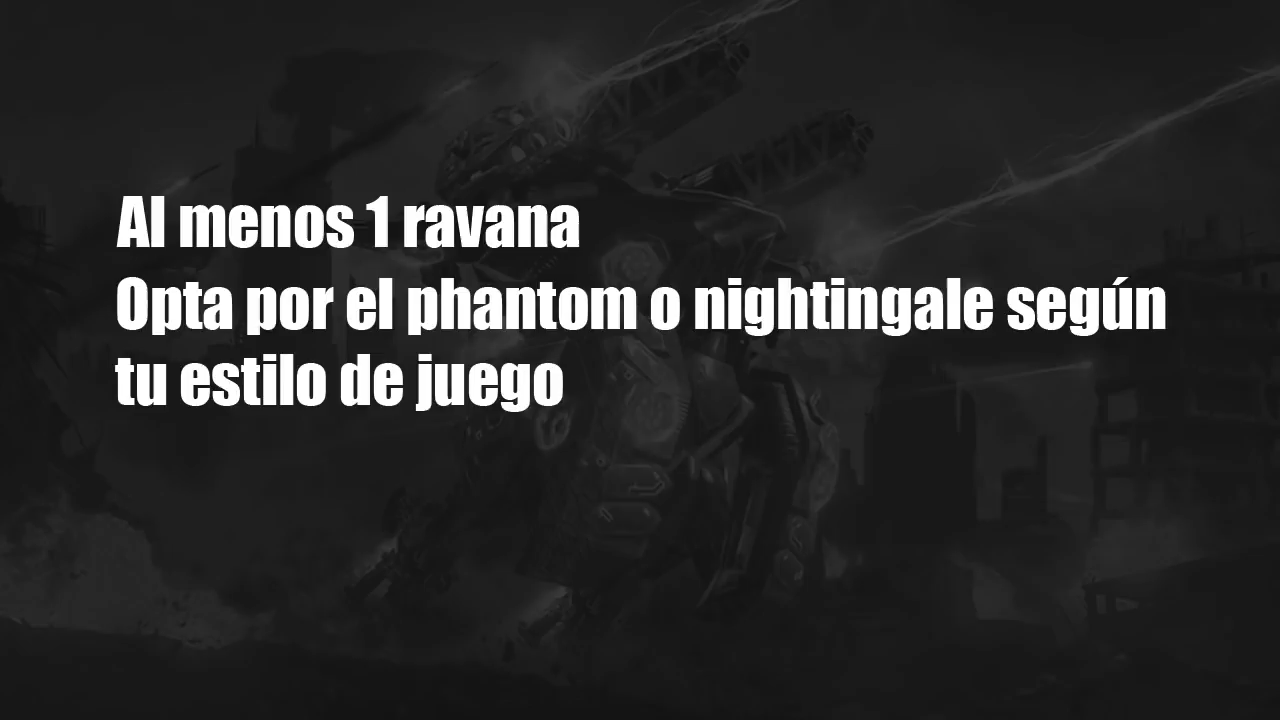 Al menos 1 ravana
Opta por el phantom o nightingale según
tu estilo de juego